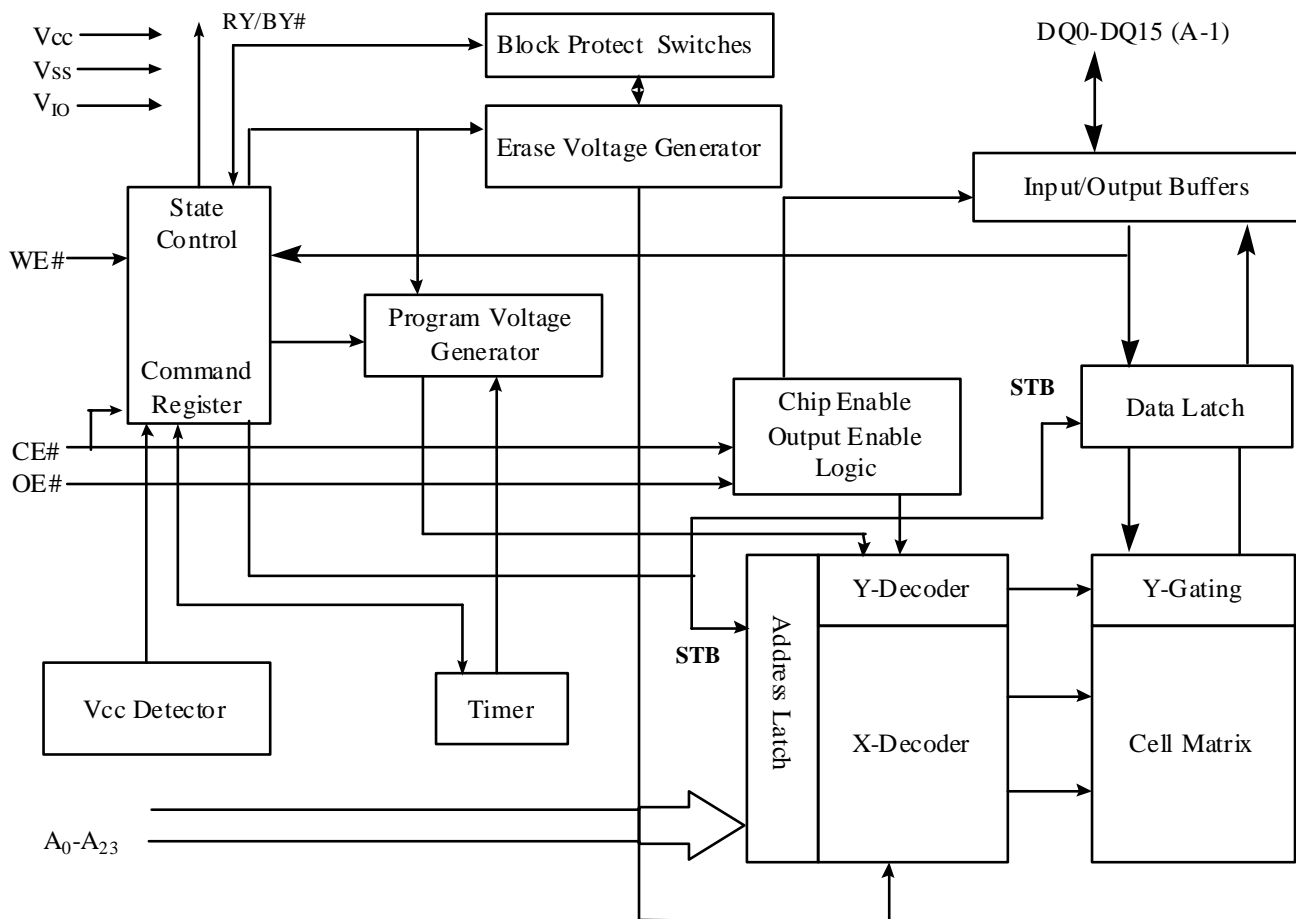 Vcc
Vss
VIO
RY/BY#
Block Protect Switches
DQ0-DQ15 (A-1)
Erase Voltage Generator
Input/Output Buffers
State
Control
WE#
Program Voltage
Generator
Command
Register
CE#
OE#
Chip Enable
Output Enable
Logic
STB
Data Latch
Y-Decoder
Y-Gating
STB
Address Latch
Vcc Detector
Timer
X-Decoder
Cell Matrix
A0-A23